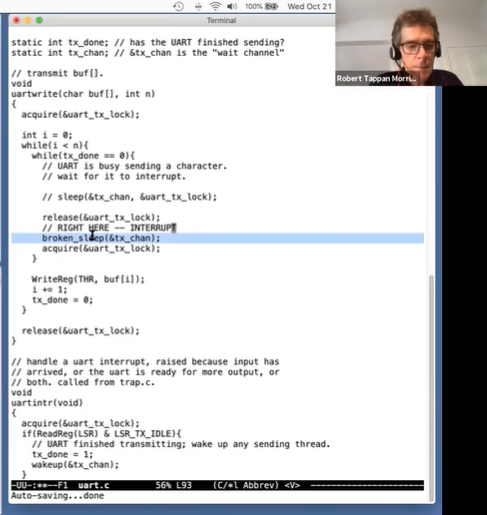 100% Wed Oct 21
Terminal
Robert Tappan Morri...
static int tx_done; // has the UART finished sending?
static int tx_chan; // &tx_chan is the "wait channel"
// transmit buf[].
void
uartwrite(char buf[], int n)
{
acquire(&uart_tx_lock);
int i = 0;
while(i < n){
while(tx_done == 0){
// UART is busy sending a character.
// wait for it to interrupt.
// sleep(&tx_chan, &uart_tx_lock);
release(&uart_tx_lock);
// RIGHT HERE -- INTERRUPT
broken_sleep(&tx_chan);
acquire(&uart_tx_lock);
}
WriteReg(THR, buf[i]);
i += 1;
tx_done = 0;
}
release(&uart_tx_lock);
}
// handle a uart interrupt, raised because input has
// arrived, or the uart is ready for more output, or
// both. called from trap.c.
void
uartintr(void)
{
acquire(&uart_tx_lock);
if(ReadReg(LSR) & LSR_TX_IDLE){
// UART finished transmitting; wake up any sending thread.
tx_done = 1;
wakeup(&tx_chan);
}
-UU-:**--F1 uart.c 56% L93 (C/*l Abbrev) <V> ----------------------
Auto-saving...done